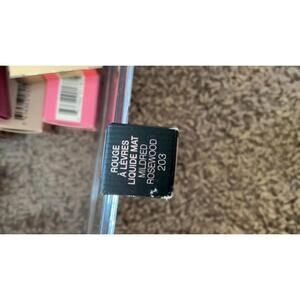 ROUGE
À LÈVRES
LIQUIDE MAT
MILDRED
ROSEWOOD
203